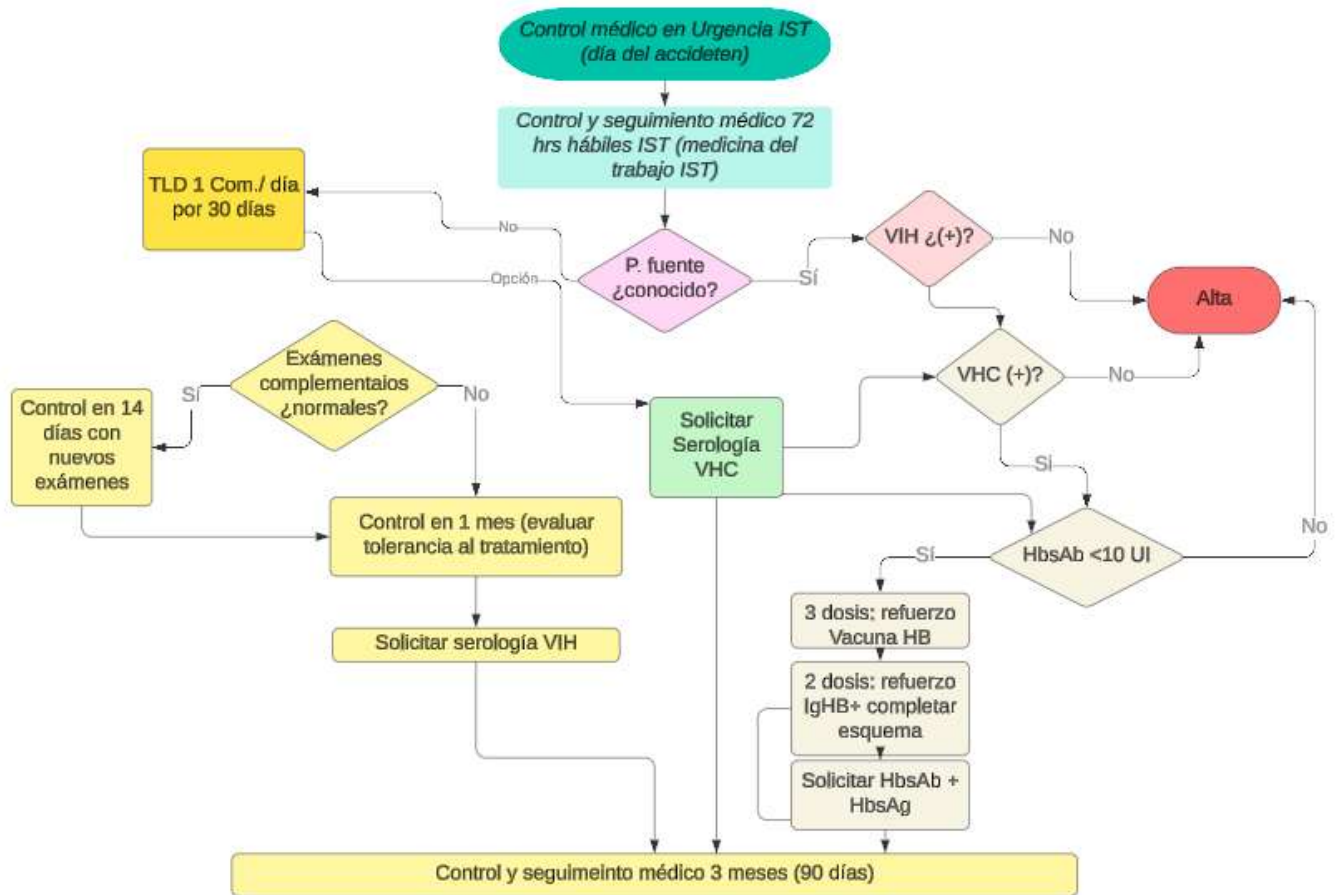 Control médico en Urgencia IST
(día del accideten)
Control y seguimiento médico 72
hrs hábiles IST (medicina del
trabajo IST)
TLD 1 Com./ día
por 30 días
No
Opción
P. fuente
¿conocido?
Sí
VIH ¿(+)?
No
Alta
VHC (+)?
No
Sí
Exámenes
complementaios
¿normales?
Sí
No
Control en 14
días con
nuevos
exámenes
Solicitar
Serología
VHC
Control en 1 mes (evaluar
tolerancia al tratamiento)
HbsAb <10 UI
Sí
No
3 dosis: refuerzo
Vacuna HB
Solicitar serología VIH
2 dosis: refuerzo
IgHB+ completar
esquema
Solicitar HbsAb +
HbsAg
Control y seguimeinto médico 3 meses (90 días)